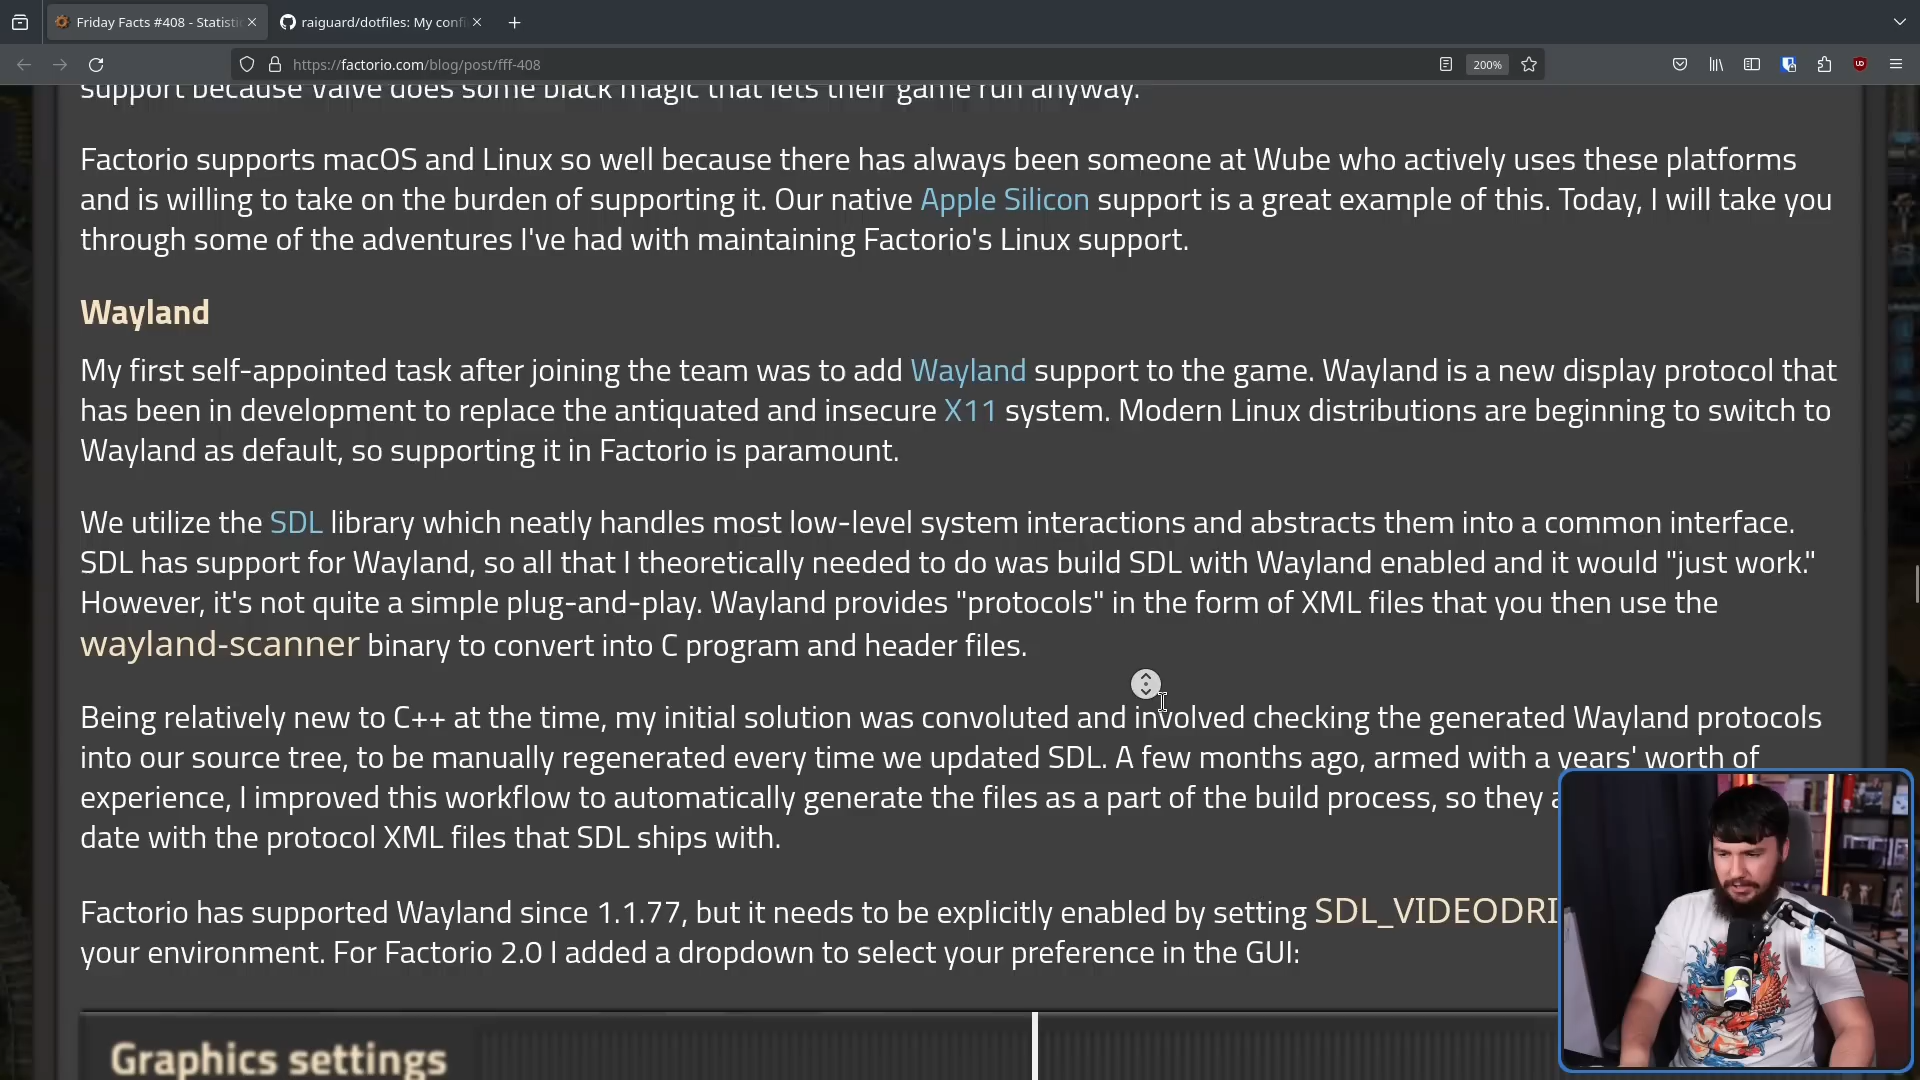 Friday Facts #408 - Statisti
raiguard/dotfiles: My confi
https://factorio.com/blog/post/fff-408
200%
support because Valve does some black magic that lets their game run anyway.
Factorio supports macOS and Linux so well because there has always been someone at Wube who actively uses these platforms
and is willing to take on the burden of supporting it. Our native Apple Silicon support is a great example of this. Today, I will take you
through some of the adventures I've had with maintaining Factorio's Linux support.
Wayland
My first self-appointed task after joining the team was to add Wayland support to the game. Wayland is a new display protocol that
has been in development to replace the antiquated and insecure X11 system. Modern Linux distributions are beginning to switch to
Wayland as default, so supporting it in Factorio is paramount.
We utilize the SDL library which neatly handles most low-level system interactions and abstracts them into a common interface.
SDL has support for Wayland, so all that I theoretically needed to do was build SDL with Wayland enabled and it would "just work."
However, it's not quite a simple plug-and-play. Wayland provides "protocols" in the form of XML files that you then use the
wayland-scanner binary to convert into C program and header files.
Being relatively new to C++ at the time, my initial solution was convoluted and involved checking the generated Wayland protocols
into our source tree, to be manually regenerated every time we updated SDL. A few months ago, armed with a years' worth of
experience, I improved this workflow to automatically generate the files as a part of the build process, so they a
date with the protocol XML files that SDL ships with.
Factorio has supported Wayland since 1.1.77, but it needs to be explicitly enabled by setting SDL_VIDEODRI
your environment. For Factorio 2.0 I added a dropdown to select your preference in the GUI:
Graphics settings